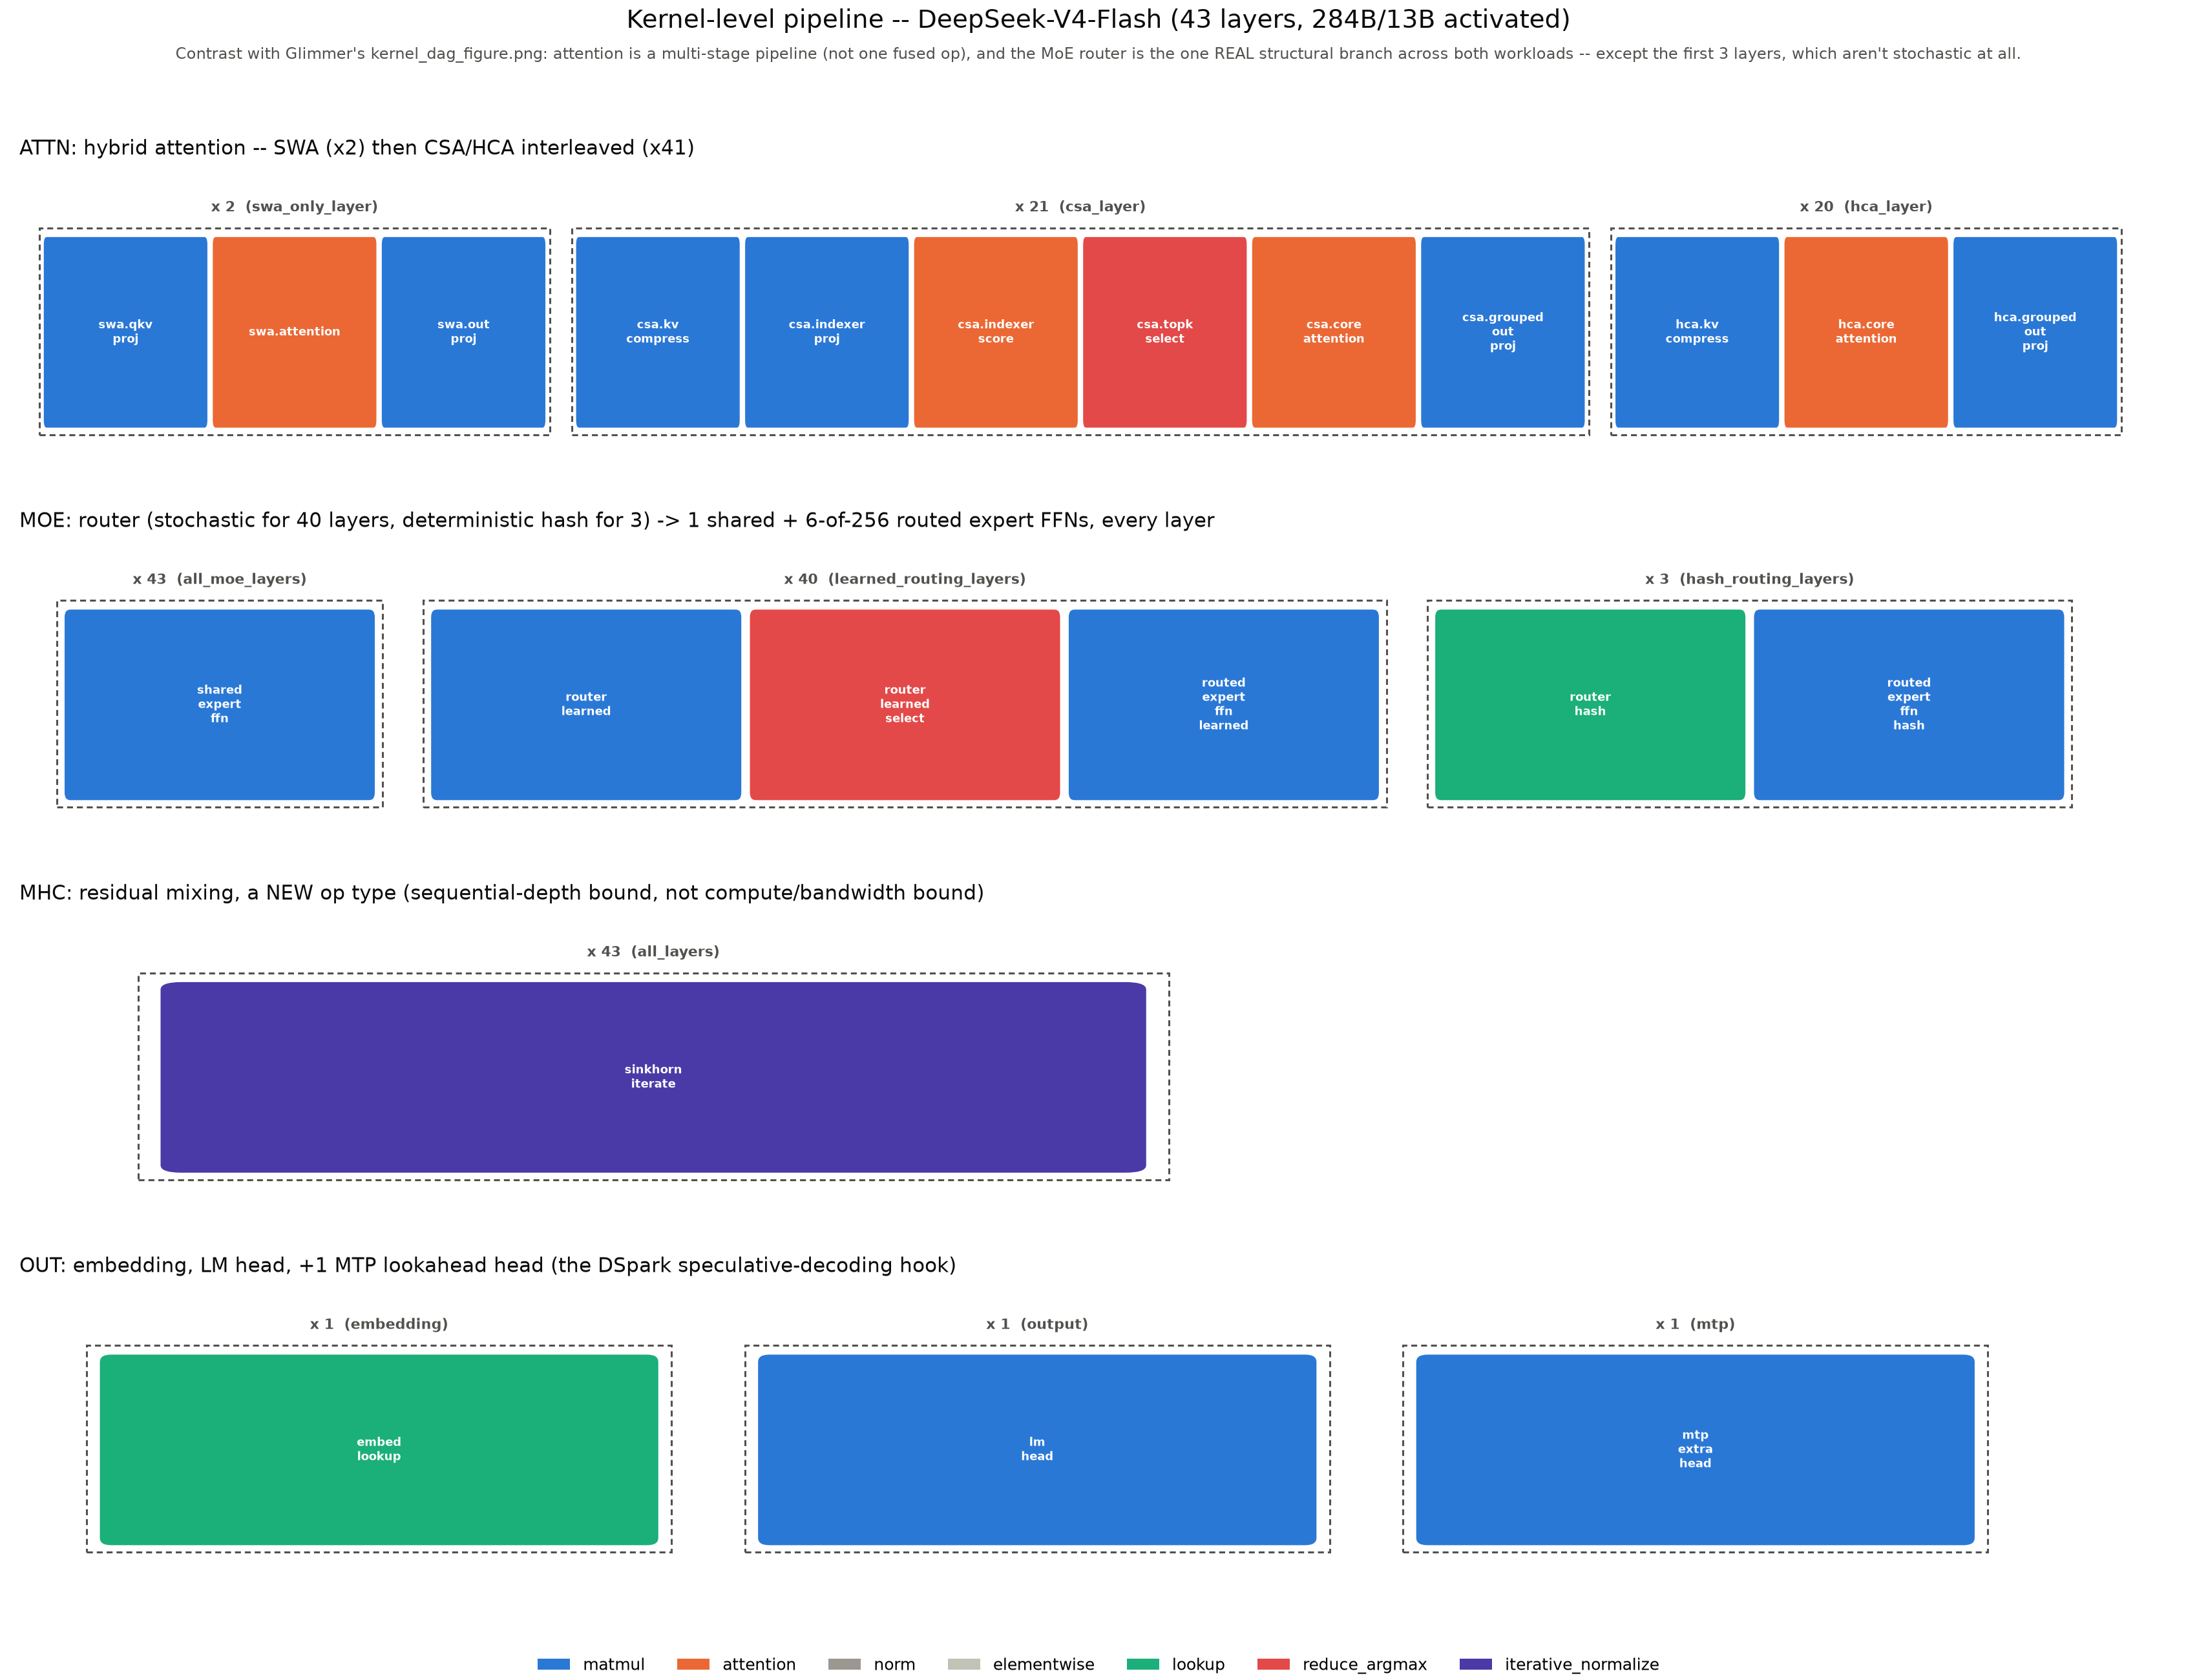 Kernel-level pipeline -- DeepSeek-V4-Flash (43 layers, 284B/13B activated)
Contrast with Glimmer's kernel_dag_figure.png: attention is a multi-stage pipeline (not one fused op), and the MoE router is the one REAL structural branch across both workloads -- except the first 3 layers, which aren't stochastic at all.
ATTN: hybrid attention -- SWA (x2) then CSA/HCA interleaved (x41)
x 2 (swa_only_layer)
swa.qkv
proj
swa.attention
swa.out
proj
x 21 (csa_layer)
csa.kv
compress
csa.indexer
proj
csa.indexer
score
csa.topk
select
csa.core
attention
csa.grouped
out
proj
x 20 (hca_layer)
hca.kv
compress
hca.core
attention
hca.grouped
out
proj
MOE: router (stochastic for 40 layers, deterministic hash for 3) -> 1 shared + 6-of-256 routed expert FFNs, every layer
x 43 (all_moe_layers)
shared
expert
ffn
x 40 (learned_routing_layers)
router
learned
router
learned
select
routed
expert
ffn
learned
x 3 (hash_routing_layers)
router
hash
routed
expert
ffn
hash
MHC: residual mixing, a NEW op type (sequential-depth bound, not compute/bandwidth bound)
x 43 (all_layers)
sinkhorn
iterate
OUT: embedding, LM head, +1 MTP lookahead head (the DSpark speculative-decoding hook)
x 1 (embedding)
embed
lookup
x 1 (output)
lm
head
x 1 (mtp)
mtp
extra
head
matmul
attention
norm
elementwise
lookup
reduce_argmax
iterative_normalize